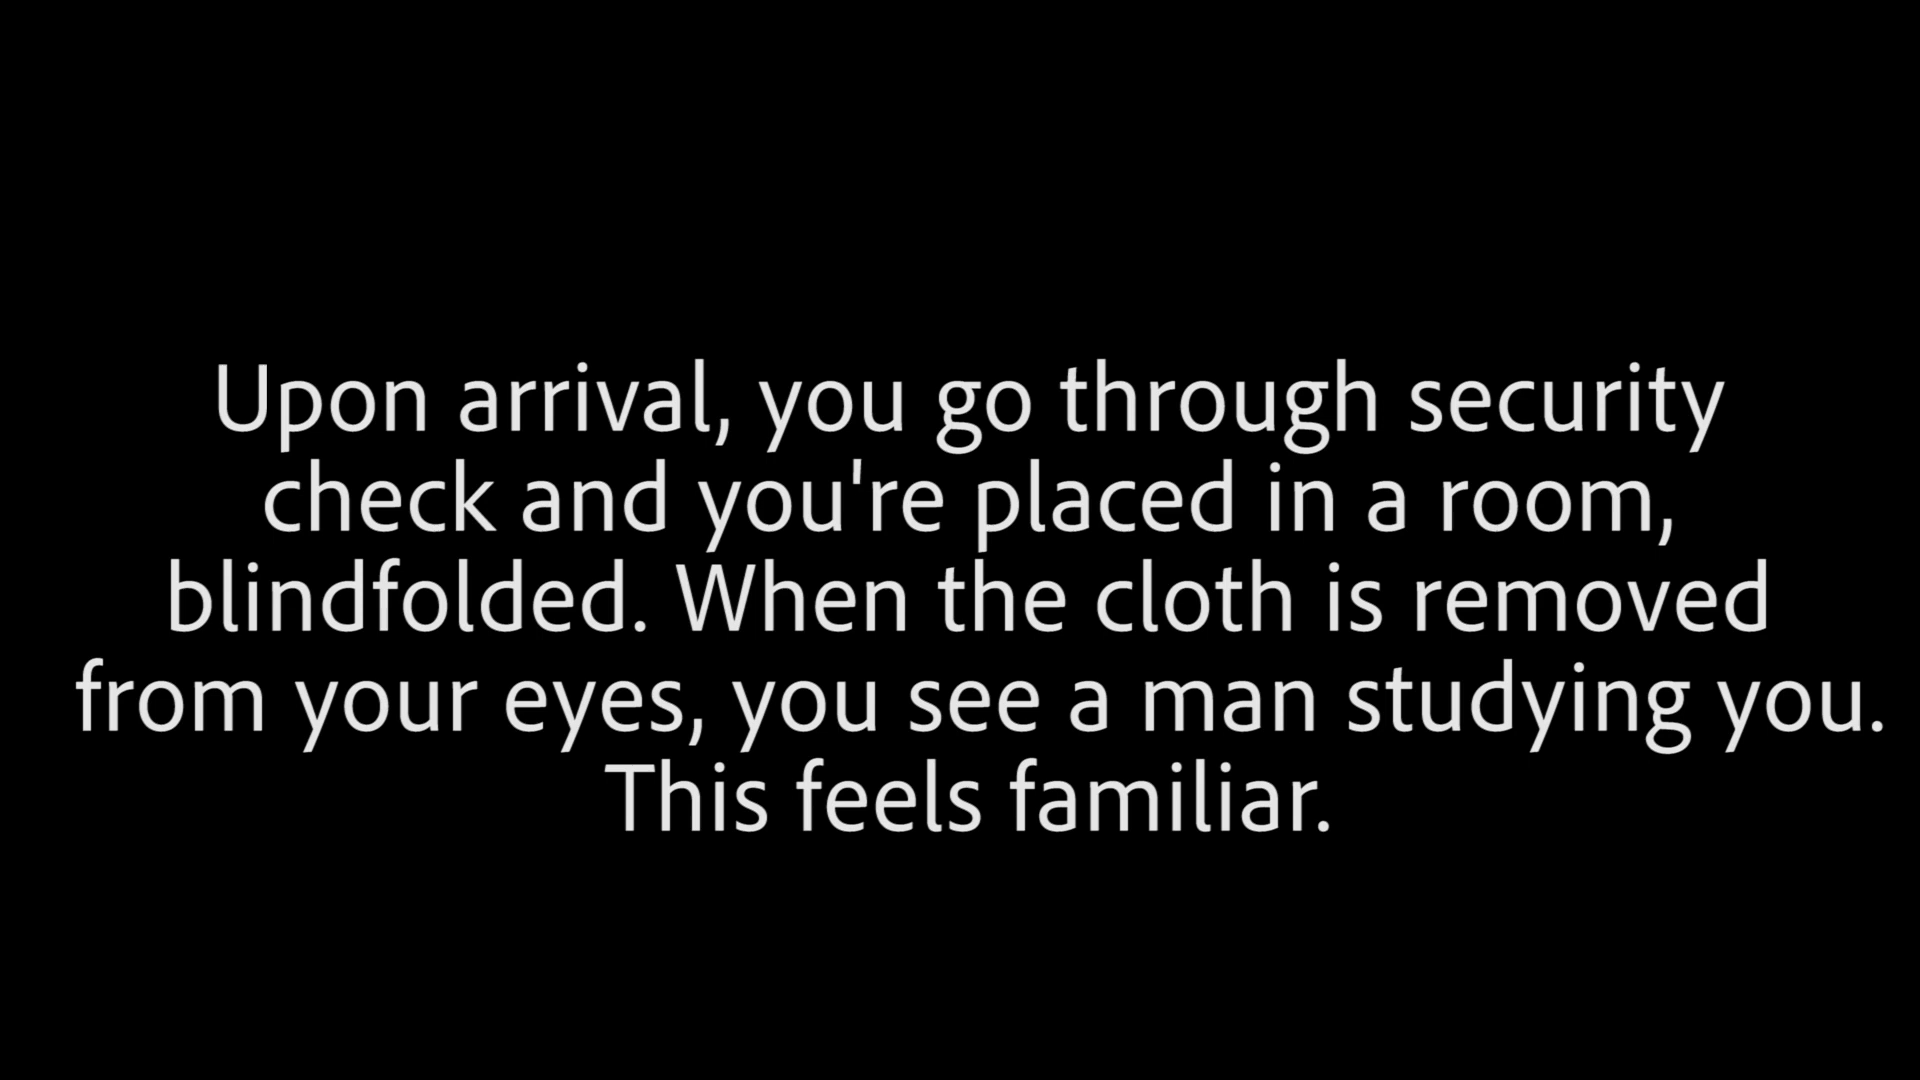 Upon arrival, you go through security
check and you're placed in a room,
blindfolded. When the cloth is removed
from your eyes, you see a man studying you.
This feels familiar.